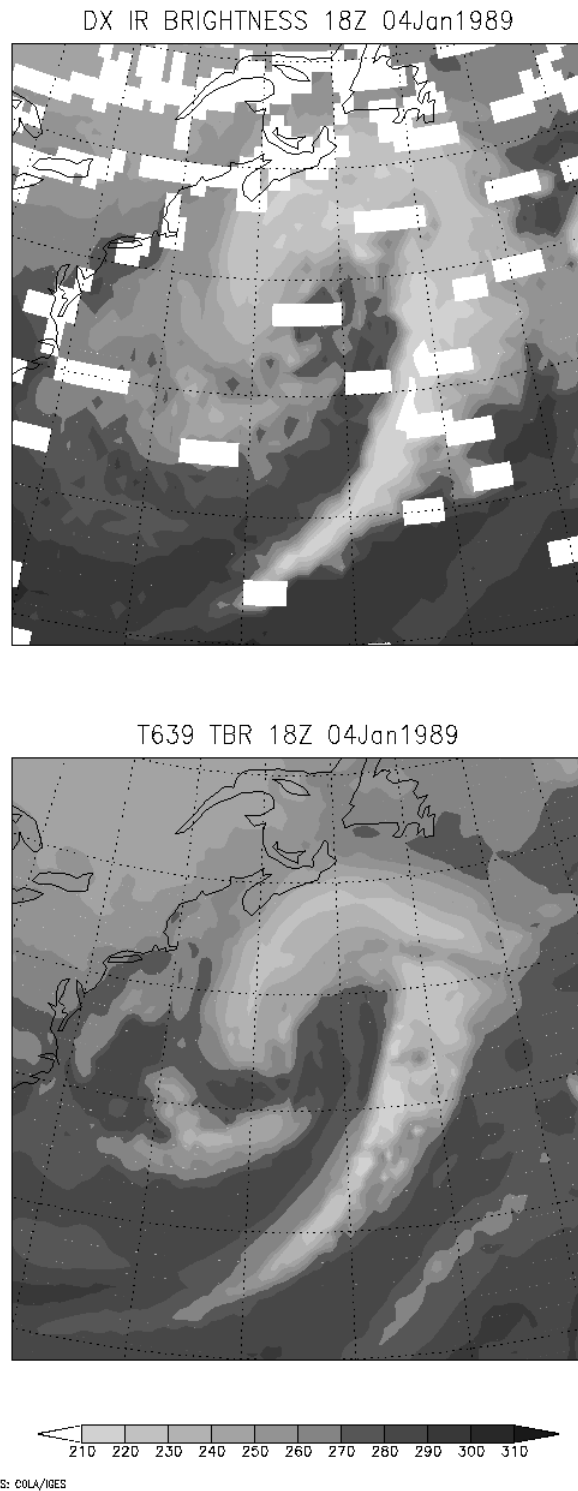 DX IR BRIGHTNESS 18Z 04Jan1989
T639 TBR 18Z 04Jan1989
210 220 230 240 250 260 270 280 290 300 310
S: COLA/IGES